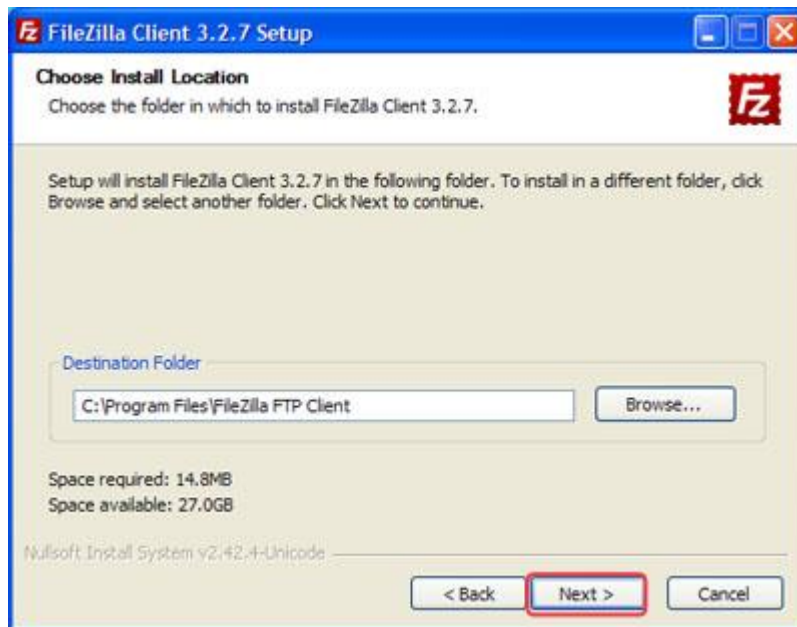 FileZilla Client 3.2.7 Setup
Choose Install Location
Choose the folder in which to install FileZilla Client 3.2.7.
Fz
Setup will install FileZilla Client 3.2.7 in the following folder. To install in a different folder, click
Browse and select another folder. Click Next to continue.
Destination Folder
C:\Program Files\FileZilla FTP Client
Browse...
Space required: 14.8MB
Space available: 27.0GB
Nullsoft Install System v2.42.4-Unicode
< Back
Next >
Cancel